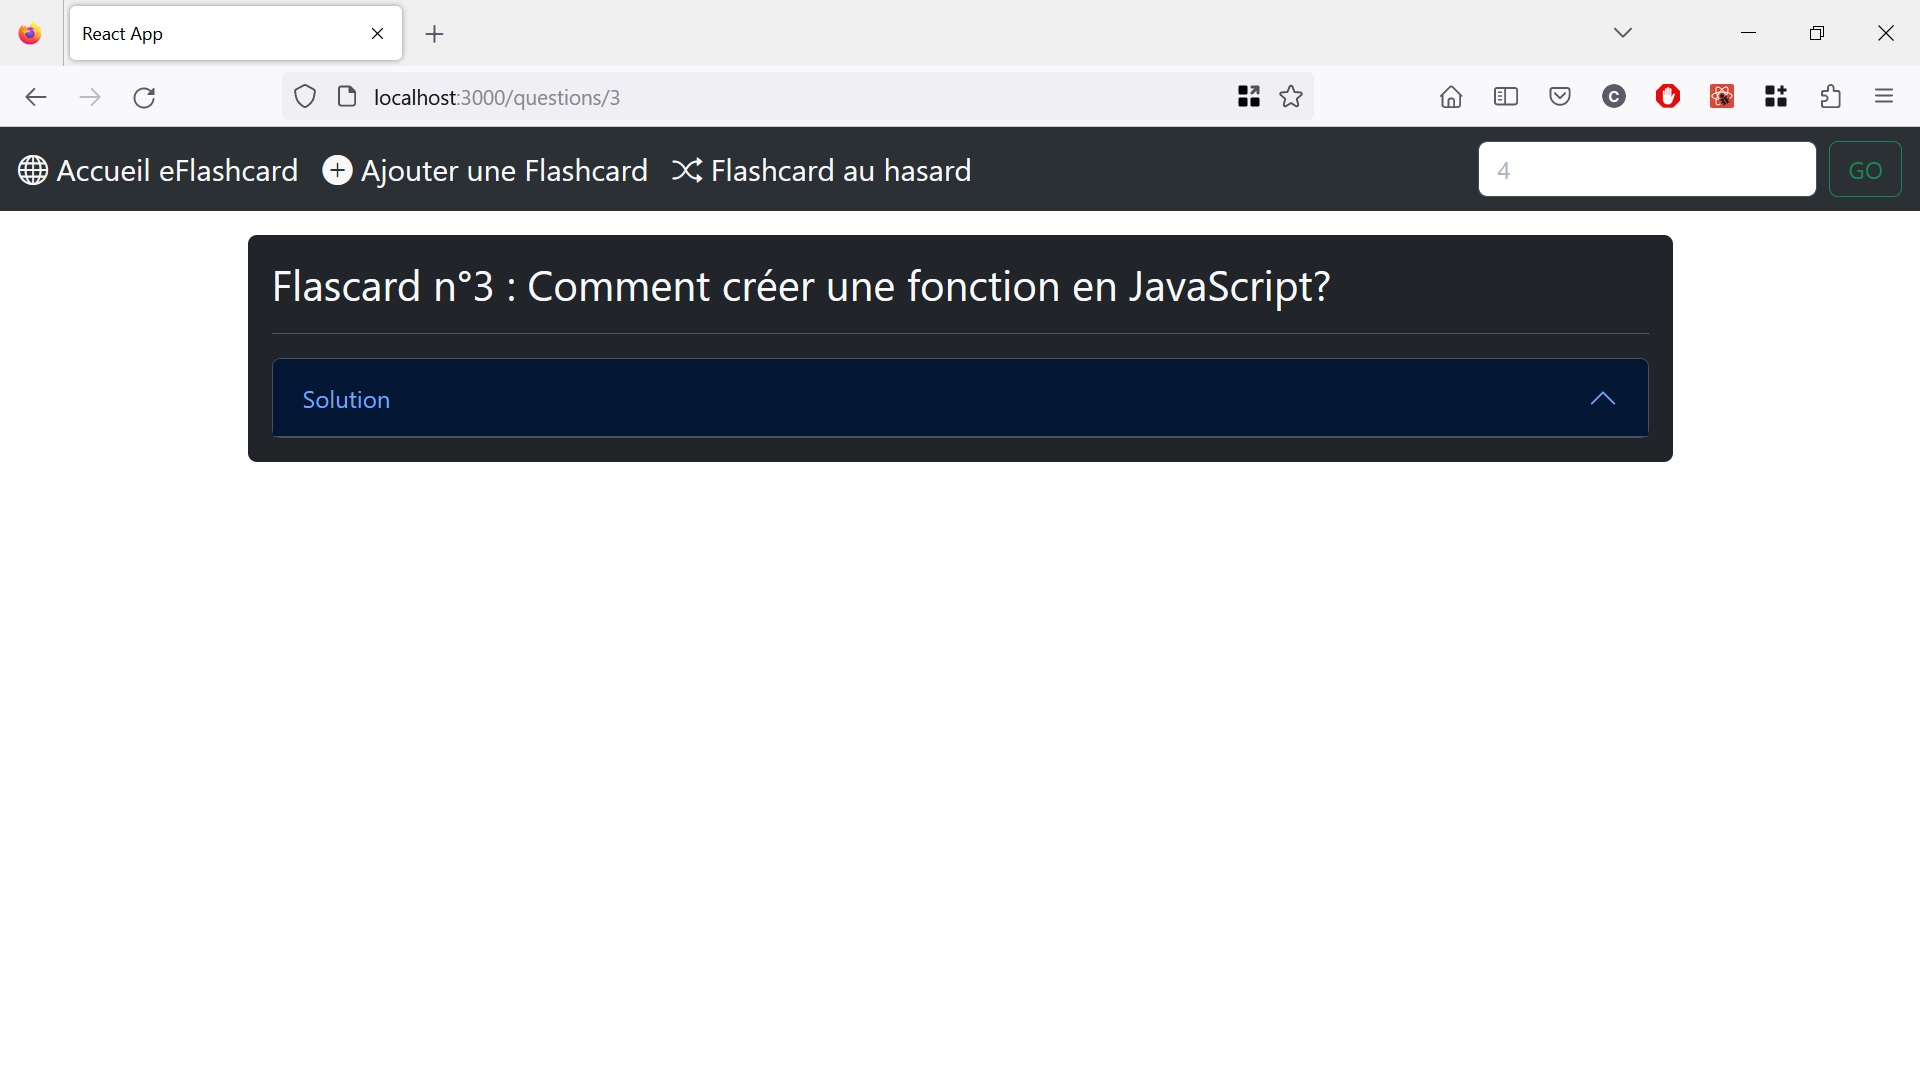 React App
localhost:3000/questions/3
C
Accueil eFlashcard Ajouter une Flashcard Flashcard au hasard 4 GO
Flascard n°3 : Comment créer une fonction en JavaScript?
Solution